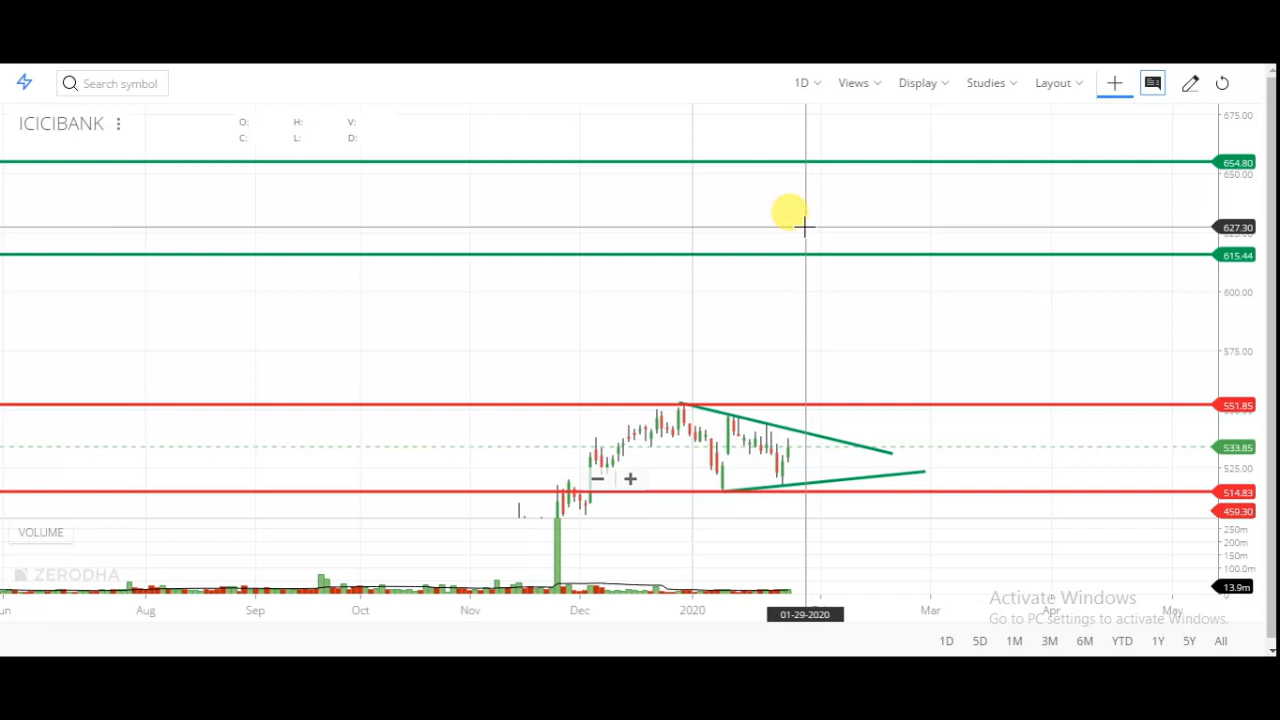 Search symbol
1D Views Display Studies Layout
ICICIBANK
O: H: V:
C: L: D:
675.00
654.80
650.00
627.30
615.44
600.00
575.00
551.85
533.85
525.00
514.83
459.30
VOLUME
250m
200m
150m
100.0m
13.9m
ZERODHA
Aug Sep Oct Nov Dec 2020 Mar Apr May
01-29-2020
Activate Windows
Go to PC settings to activate Windows.
1D 5D 1M 3M 6M YTD 1Y 5Y All